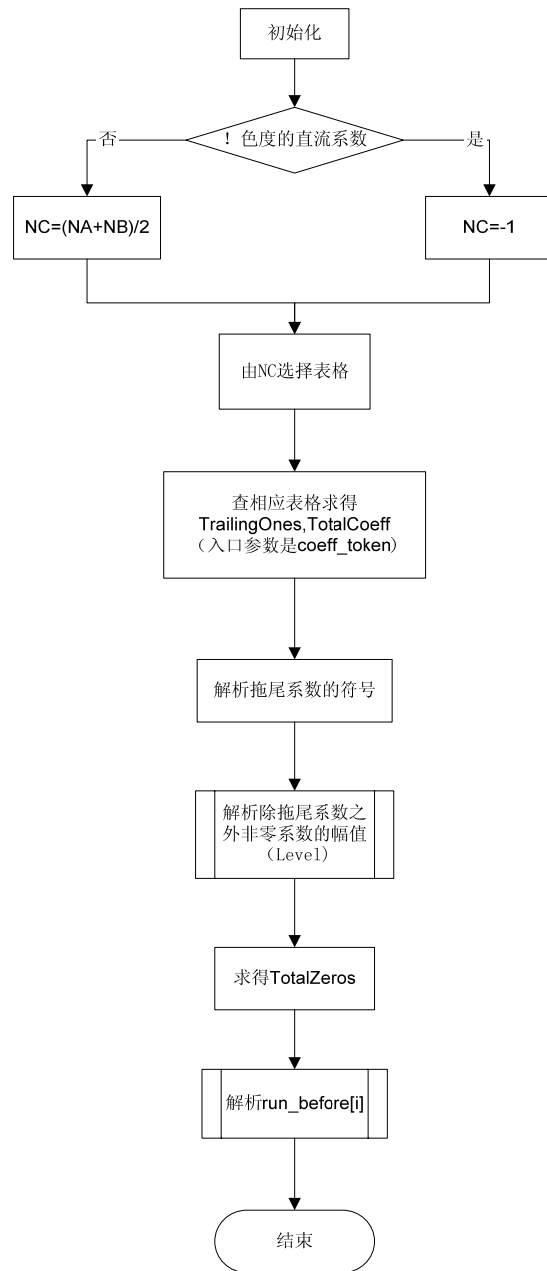 初始化
！色度的直流系数
否
是
NC=(NA+NB)/2
NC=-1
由NC选择表格
查相应表格求得
TrailingOnes,TotalCoeff
（入口参数是coeff_token)
解析拖尾系数的符号
解析除拖尾系数之
外非零系数的幅值
（Level)
求得TotalZeros
解析run_before[i]
结束